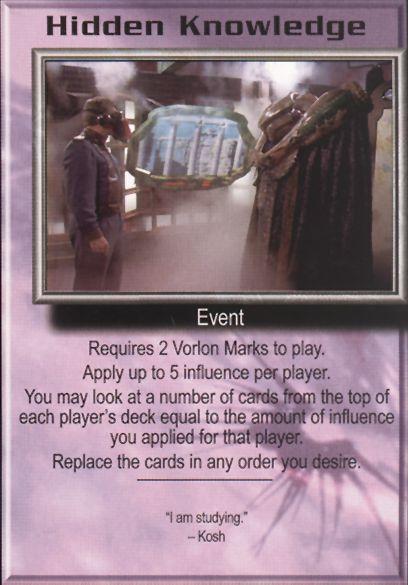 Hidden Knowledge
Event
Requires 2 Vorlon Marks to play.
Apply up to 5 influence per player.
You may look at a number of cards from the top of
each player's deck equal to the amount of influence
you applied for that player.
Replace the cards in any order you desire.
"I am studying."
– Kosh